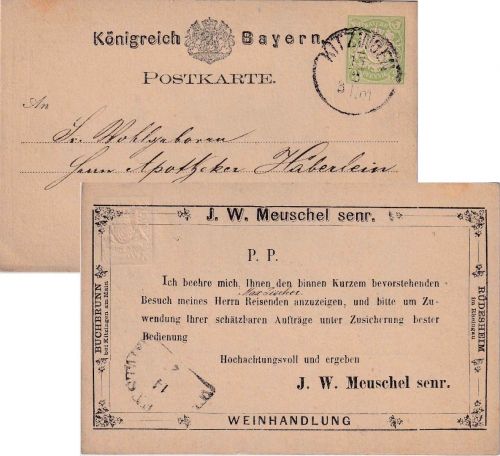 Königreich Bayern.
POSTKARTE.
KITZINGEN
An
Sr. Wohlgeboren
Herrn Apotheker Häberlein
J. W. Meuschel senr.
P. P.
Ich beehre mich, Ihnen den binnen Kurzem bevorstehenden
Besuch meines Herrn Reisenden anzuzeigen, und bitte um Zu-
wendung Ihrer schätzbaren Aufträge unter Zusicherung bester
Bedienung
Hochachtungsvoll und ergeben
J. W. Meuschel senr.
WEINHANDLUNG
BUCHBRUNN
bei Kitzingen am Main
RÜDESHEIM
im Rheingau